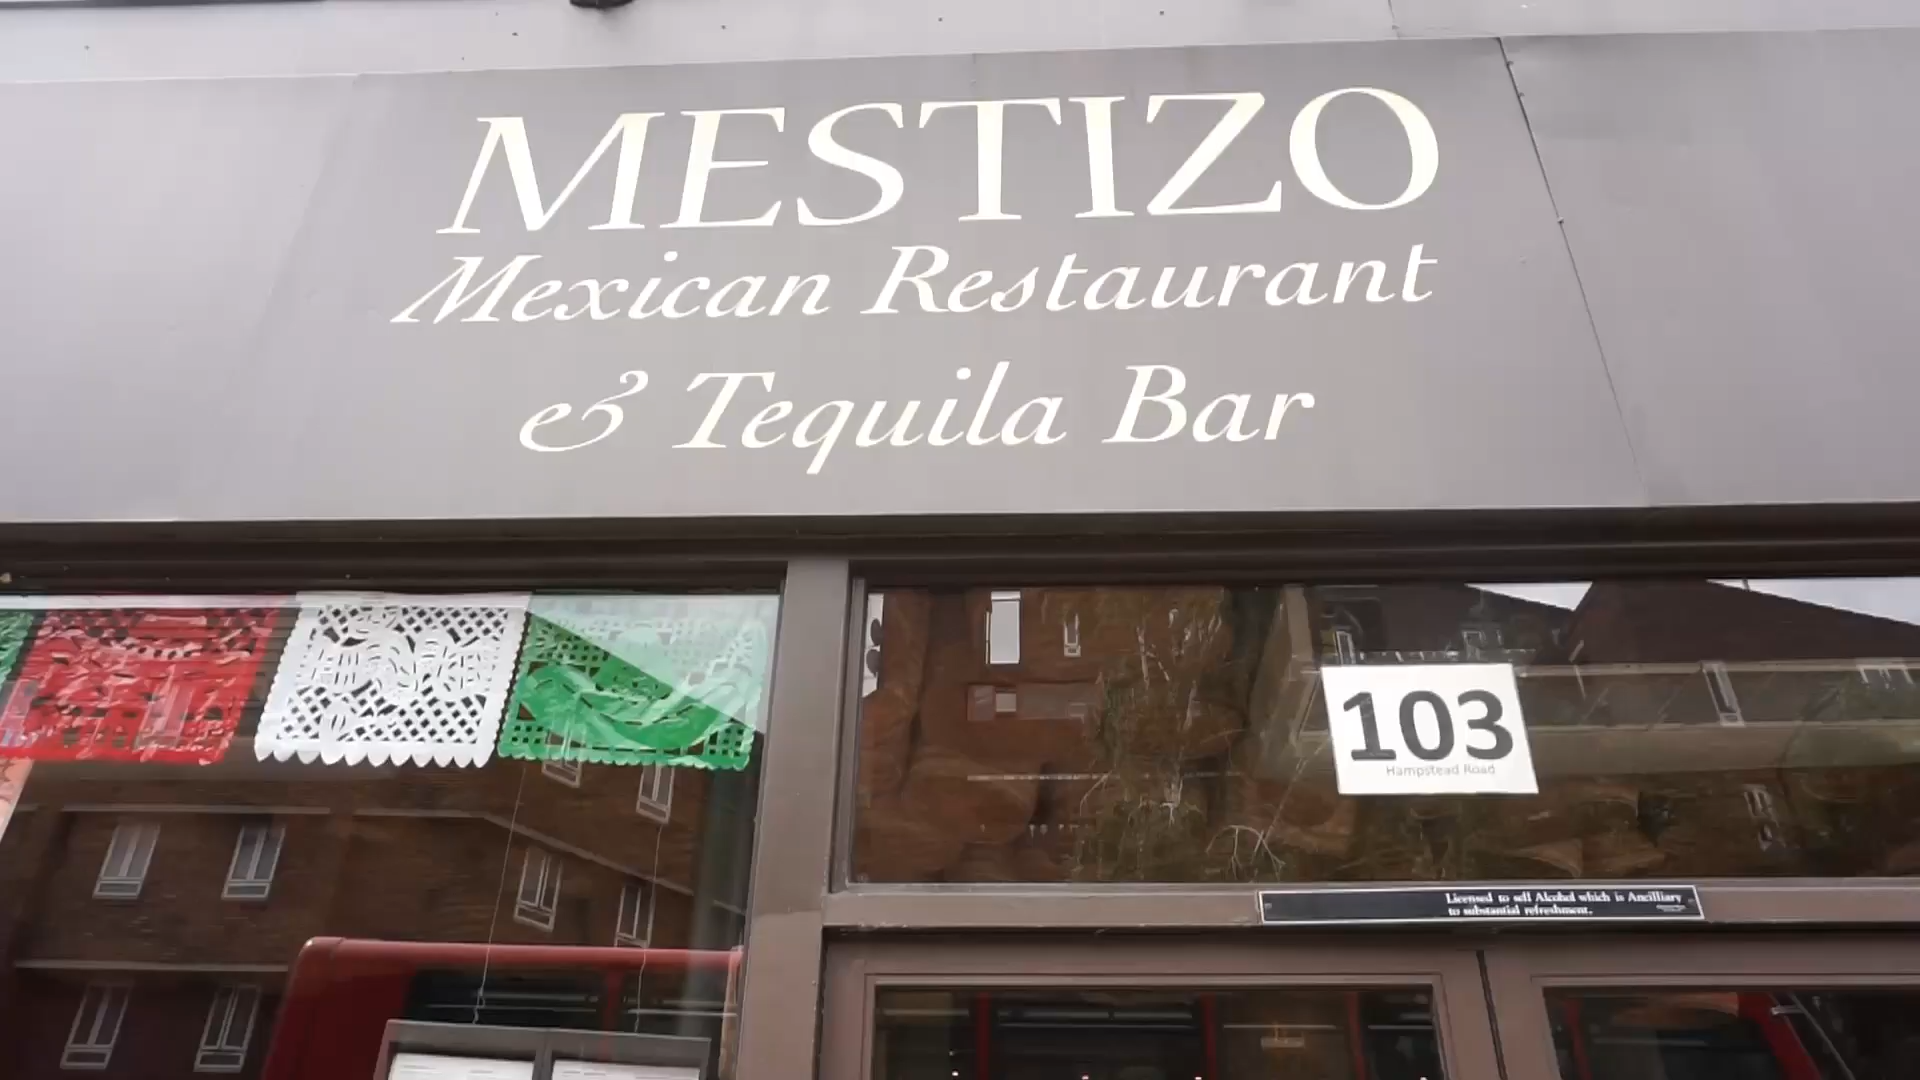 MESTIZO
Mexican Restaurant
& Tequila Bar
103
Hampstead Road
Licensed to sell Alcohol which is Ancilliary
to substantial refreshment.